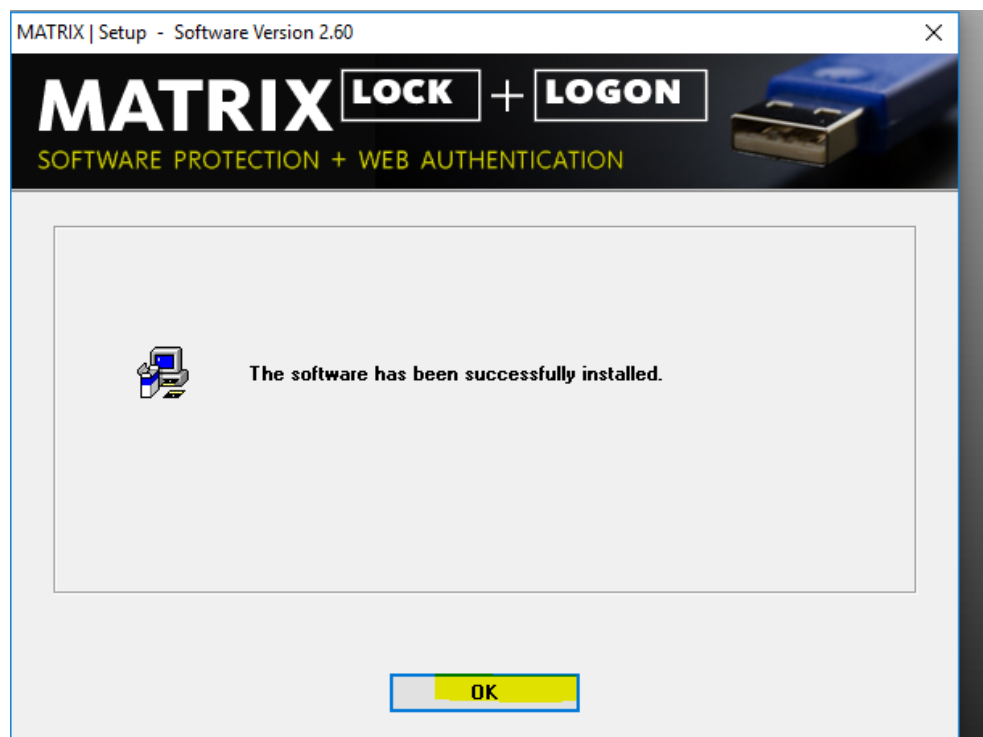 MATRIX | Setup - Software Version 2.60
MATRIX LOCK + LOGON
SOFTWARE PROTECTION + WEB AUTHENTICATION
The software has been successfully installed.
OK